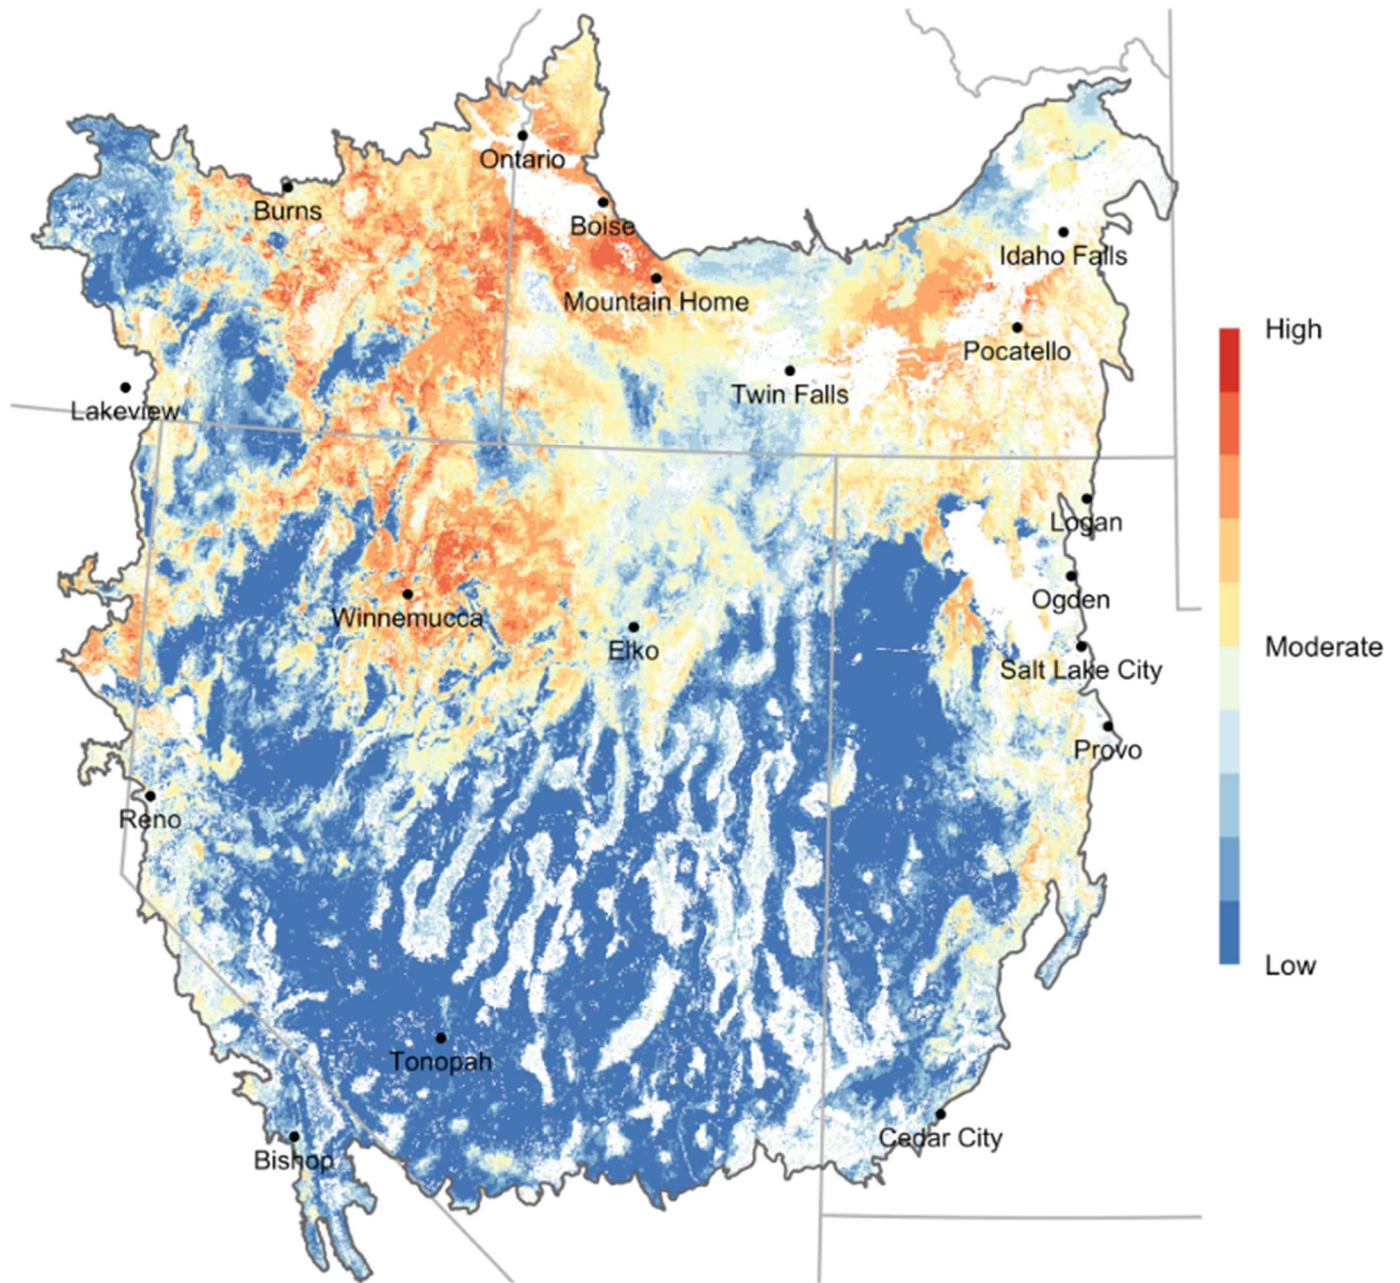 Ontario
Burns
Boise
Idaho Falls
Mountain Home
High
Pocatello
Twin Falls
Lakeview
Logan
Ogden
Winnemucca
Elko
Moderate
Salt Lake City
Provo
Reno
Low
Tonopah
Cedar City
Bishop